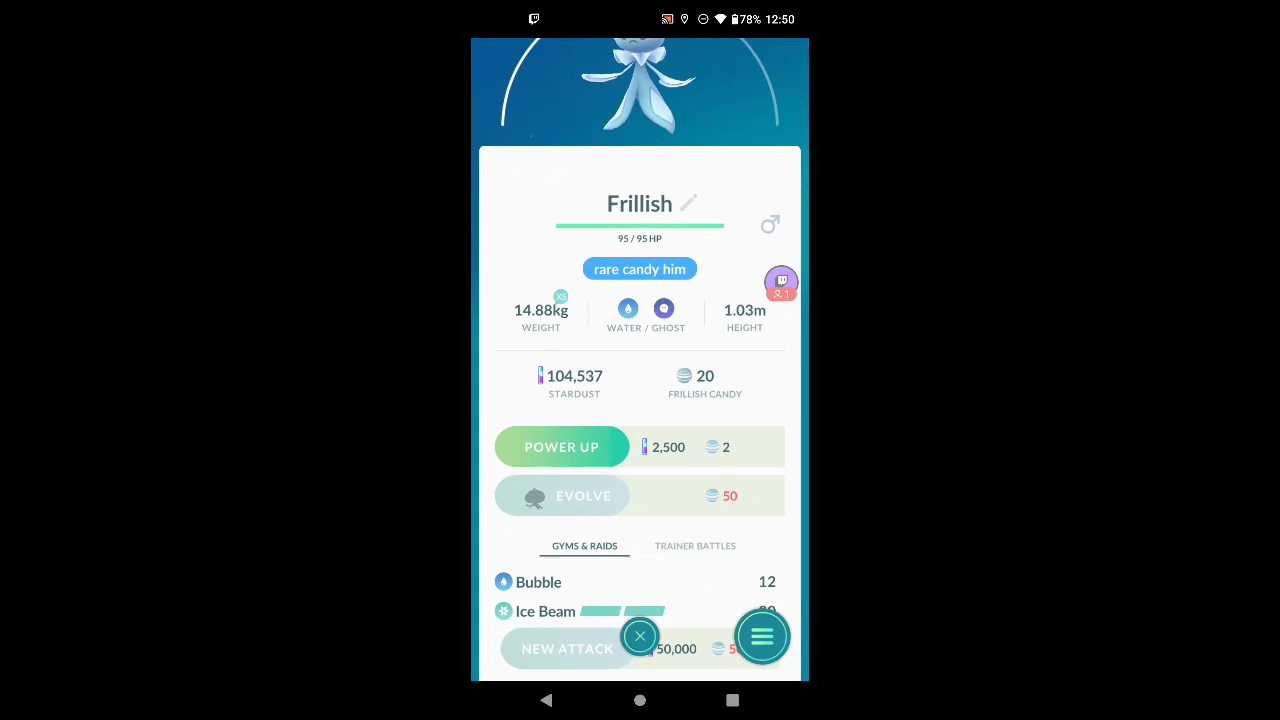 78% 12:50
Frillish
95 / 95 HP
rare candy him
1
XS
14.88kg
1.03m
WEIGHT
WATER / GHOST
HEIGHT
104,537
20
STARDUST
FRILLISH CANDY
POWER UP
2,500
2
EVOLVE
50
GYMS & RAIDS
TRAINER BATTLES
Bubble
12
Ice Beam
NEW ATTACK
50,000